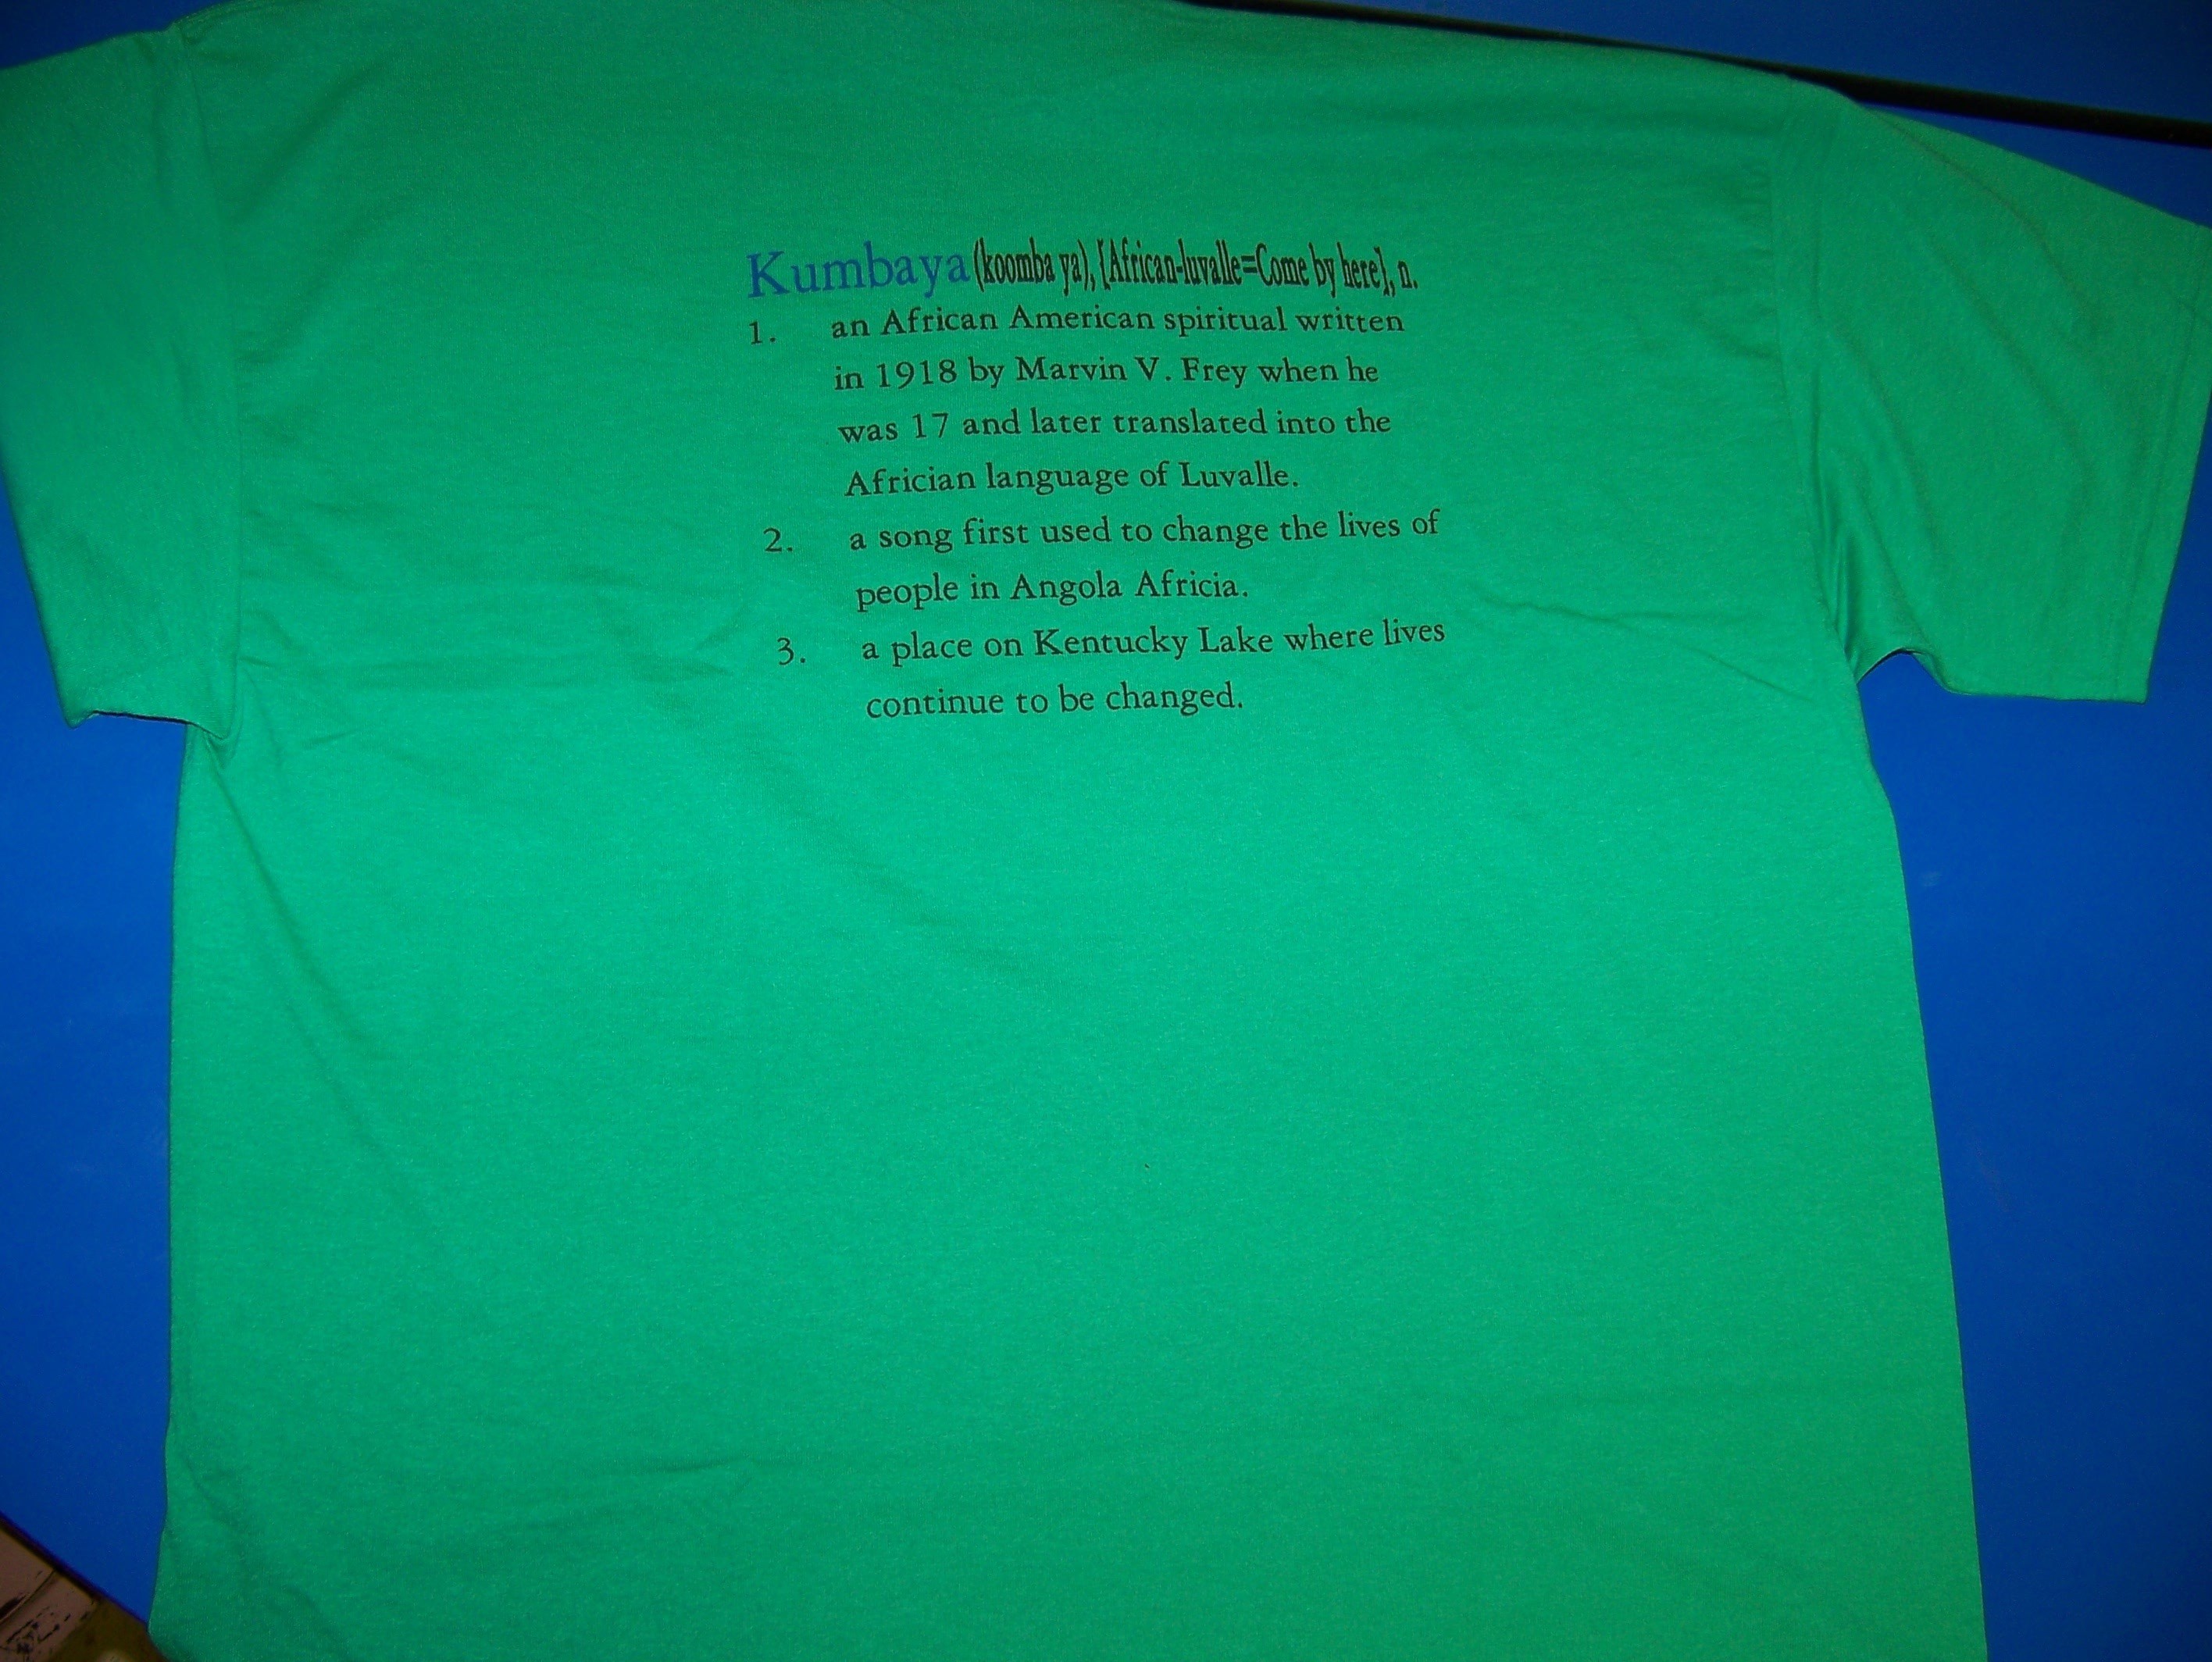 Kumbaya (koomba ya), [African-luvalle=Come by here], n.
1. an African American spiritual written
in 1918 by Marvin V. Frey when he
was 17 and later translated into the
Africian language of Luvalle.
2. a song first used to change the lives of
people in Angola Africia.
3. a place on Kentucky Lake where lives
continue to be changed.